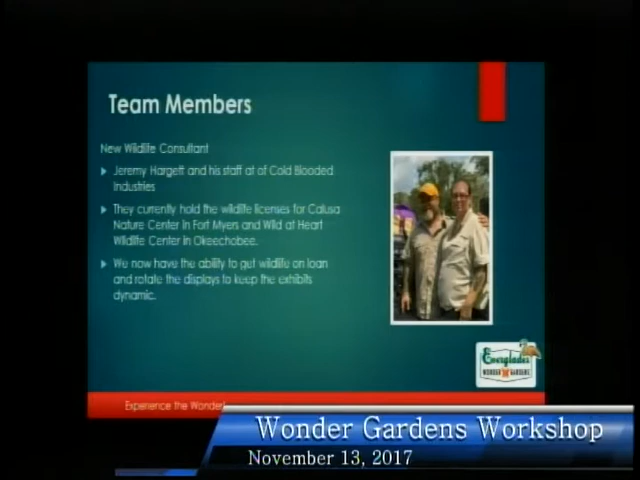 Team Members
New Wildlife Consultant
Jeremy Hargett and his staff at of Cold Blooded
Industries
They currently hold the wildlife licenses for Calusa
Nature Center in Fort Myers and Wild at Heart
Wildlife Center in Okeechobee.
We now have the ability to get wildlife on loan
and rotate the displays to keep the exhibits
dynamic.
Everglades
WONDER GARDENS
Experience the Wonder!
Wonder Gardens Workshop
November 13, 2017